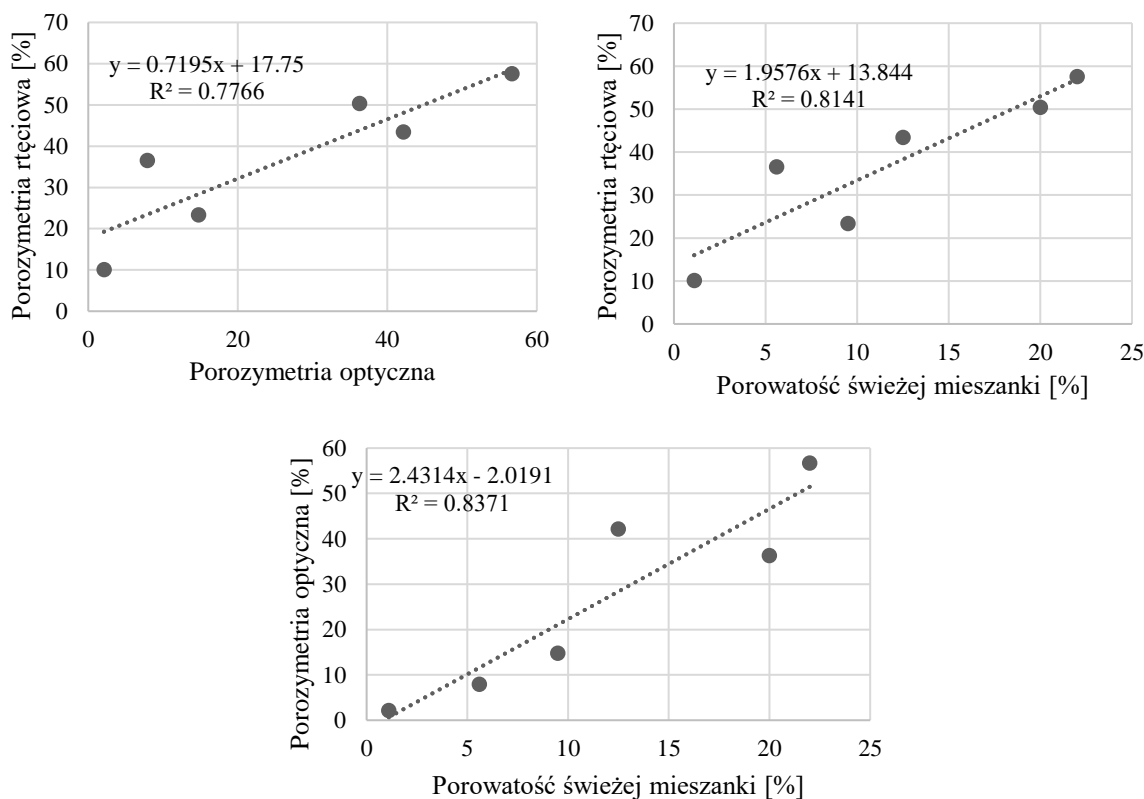 70
60
50
40
30
20
10
0
y = 0.7195x + 17.75
R² = 0.7766
0 20 40 60
Porozymetria rtęciowa [%]
Porozymetria optyczna
70
60
50
40
30
20
10
0
y = 1.9576x + 13.844
R² = 0.8141
0 5 10 15 20 25
Porozymetria rtęciowa [%]
Porowatość świeżej mieszanki [%]
60
50
40
30
20
10
0
y = 2.4314x - 2.0191
R² = 0.8371
0 5 10 15 20 25
Porozymetria optyczna [%]
Porowatość świeżej mieszanki [%]